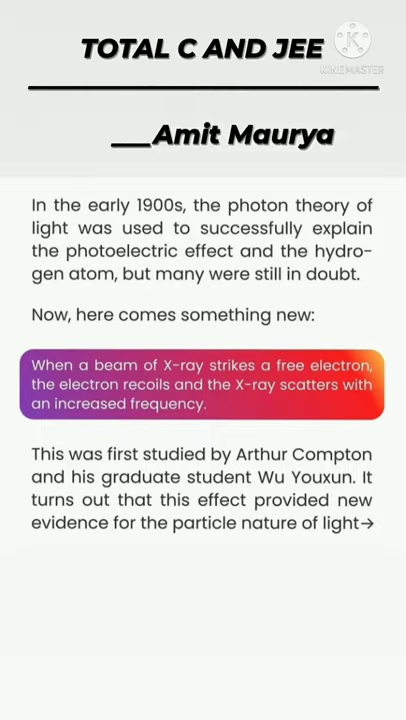 TOTAL C AND JEE
KINEMASTER
___Amit Maurya
In the early 1900s, the photon theory of
light was used to successfully explain
the photoelectric effect and the hydro-
gen atom, but many were still in doubt.
Now, here comes something new:
When a beam of X-ray strikes a free electron,
the electron recoils and the X-ray scatters with
an increased frequency.
This was first studied by Arthur Compton
and his graduate student Wu Youxun. It
turns out that this effect provided new
evidence for the particle nature of light→